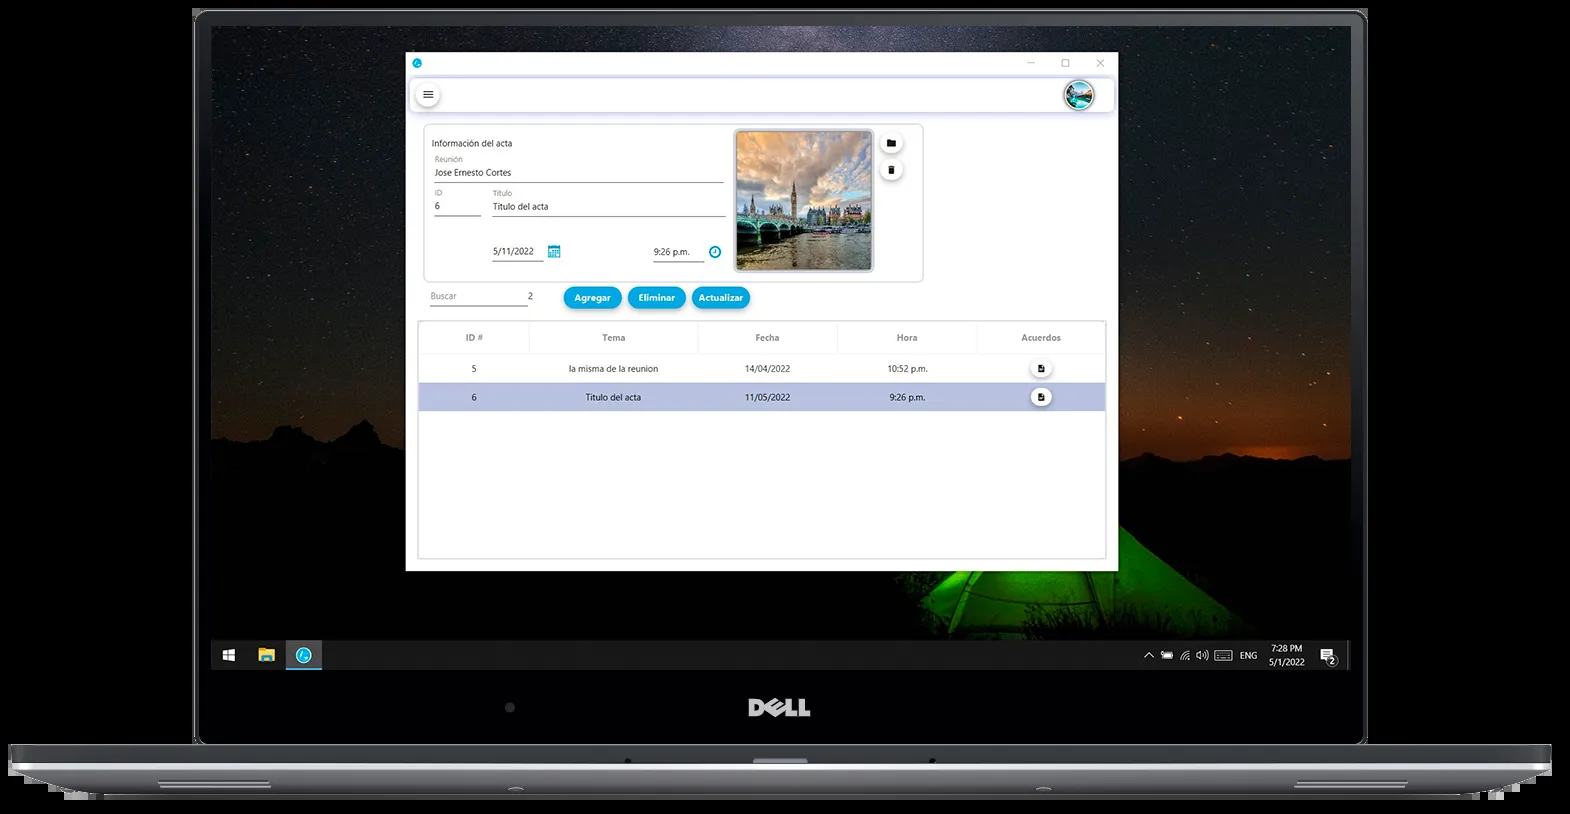 Información del acta
Reunión
Jose Ernesto Cortes
ID
Titulo
6
Titulo del acta
5/11/2022
9:26 p.m.
Buscar
2
Agregar
Eliminar
Actualizar
ID #
Tema
Fecha
Hora
Acuerdos
5
la misma de la reunion
14/04/2022
10:52 p.m.
6
Titulo del acta
11/05/2022
9:26 p.m.
ENG
7:28 PM
5/1/2022
2
DELL